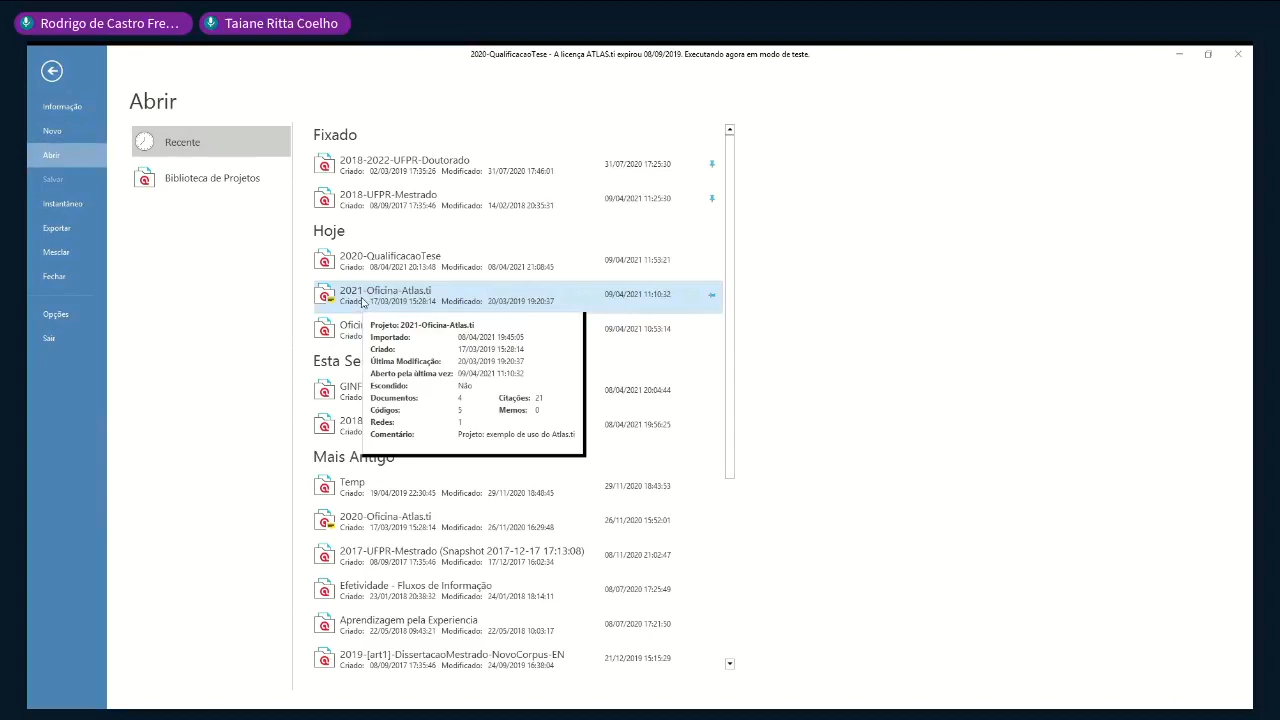 Rodrigo de Castro Fre...
Taiane Ritta Coelho
2020-QualificacaoTese - A licença ATLAS.ti expirou 08/09/2019. Executando agora em modo de teste.
Informação
Novo
Abrir
Salvar
Instantâneo
Exportar
Mesclar
Fechar
Opções
Sair
Abrir
Recente
Biblioteca de Projetos
Fixado
2018-2022-UFPR-Doutorado
Criado: 02/03/2019 17:35:26 Modificado: 31/07/2020 17:46:01
31/07/2020 17:25:30
2018-UFPR-Mestrado
Criado: 08/09/2017 17:35:46 Modificado: 14/02/2018 20:35:31
09/04/2021 11:25:30
Hoje
2020-QualificacaoTese
Criado: 08/04/2021 20:13:48 Modificado: 08/04/2021 21:08:45
09/04/2021 11:53:21
2021-Oficina-Atlas.ti
Criado: 17/03/2019 15:28:14 Modificado: 20/03/2019 19:20:37
09/04/2021 11:10:32
Ofici
Criado
09/04/2021 10:53:14
Projeto: 2021-Oficina-Atlas.ti
Importado: 08/04/2021 19:45:05
Criado: 17/03/2019 15:28:14
Última Modificação: 20/03/2019 19:20:37
Aberto pela última vez: 09/04/2021 11:10:32
Escondido: Não
Documentos: 4 Citações: 21
Códigos: 5 Memos: 0
Redes: 1
Comentário: Projeto: exemplo de uso do Atlas.ti
Esta Se
GINF
Criado
08/04/2021 20:04:44
2018
Criado
08/04/2021 19:56:25
Mais Antigo
Temp
Criado: 19/04/2019 22:30:45 Modificado: 29/11/2020 18:48:45
29/11/2020 18:43:53
2020-Oficina-Atlas.ti
Criado: 17/03/2019 15:28:14 Modificado: 26/11/2020 16:29:48
26/11/2020 15:52:01
2017-UFPR-Mestrado (Snapshot 2017-12-17 17:13:08)
Criado: 08/09/2017 17:35:46 Modificado: 17/12/2017 16:02:34
08/11/2020 21:02:47
Efetividade - Fluxos de Informação
Criado: 23/01/2018 20:38:32 Modificado: 24/01/2018 18:14:11
08/07/2020 17:25:49
Aprendizagem pela Experiencia
Criado: 22/05/2018 09:43:21 Modificado: 22/05/2018 10:03:17
08/07/2020 17:21:50
2019-[art1]-DissertacaoMestrado-NovoCorpus-EN
Criado: 08/09/2017 17:35:46 Modificado: 24/09/2019 16:38:04
21/12/2019 15:15:29